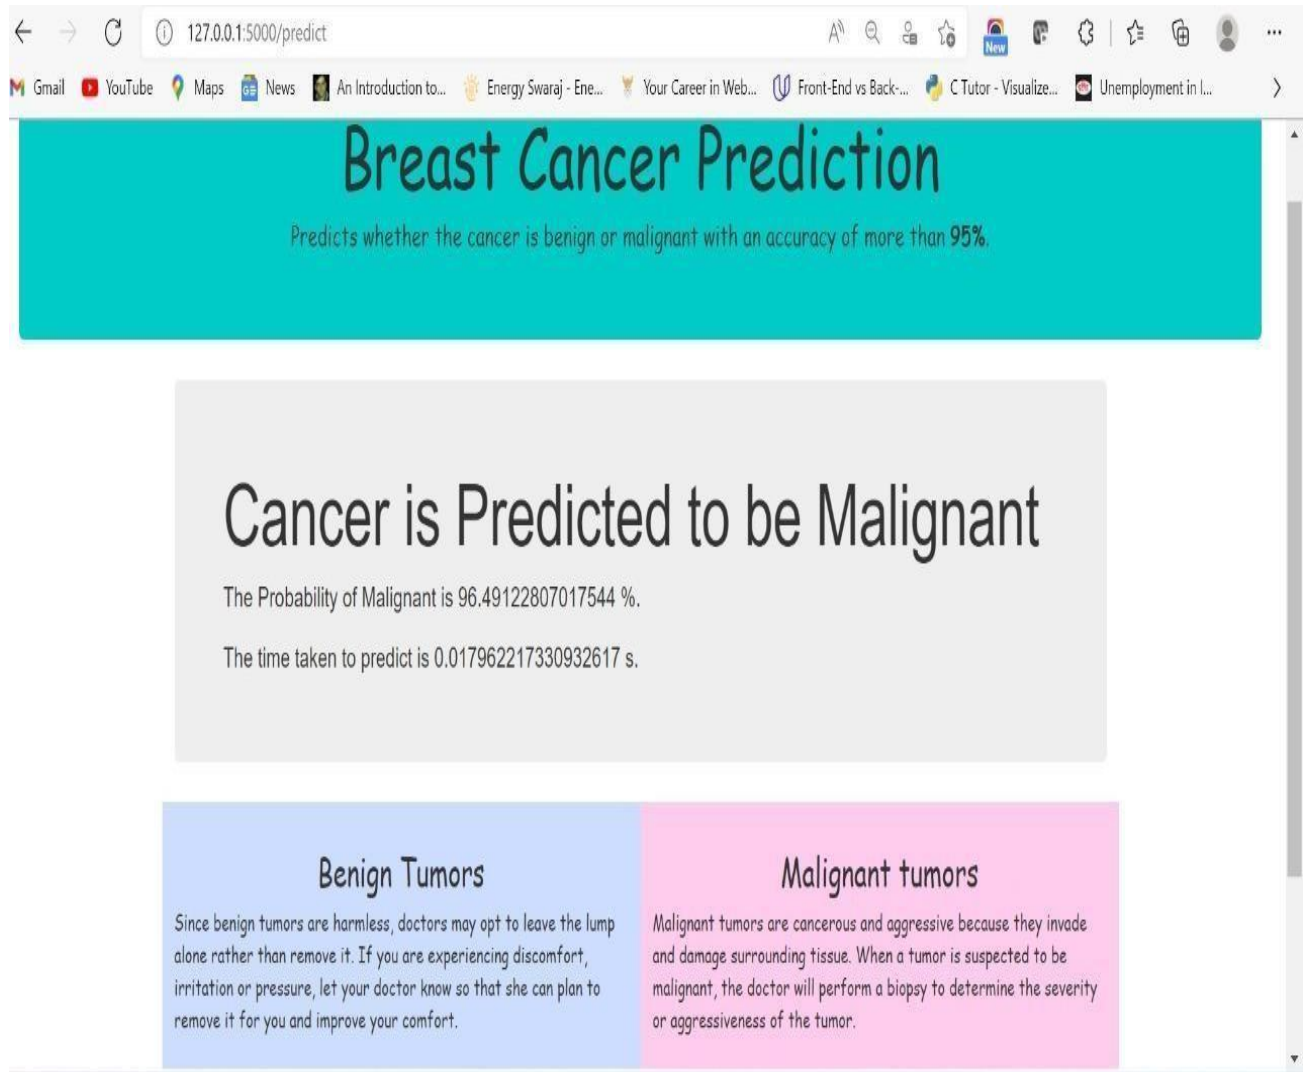 127.0.0.1:5000/predict
New
Gmail YouTube Maps GE News An Introduction to... Energy Swaraj - Ene... Your Career in Web... Front-End vs Back-... C Tutor - Visualize... Unemployment in I...
Breast Cancer Prediction
Predicts whether the cancer is benign or malignant with an accuracy of more than 95%.
Cancer is Predicted to be Malignant
The Probability of Malignant is 96.49122807017544 %.
The time taken to predict is 0.017962217330932617 s.
Benign Tumors
Since benign tumors are harmless, doctors may opt to leave the lump
alone rather than remove it. If you are experiencing discomfort,
irritation or pressure, let your doctor know so that she can plan to
remove it for you and improve your comfort.
Malignant tumors
Malignant tumors are cancerous and aggressive because they invade
and damage surrounding tissue. When a tumor is suspected to be
malignant, the doctor will perform a biopsy to determine the severity
or aggressiveness of the tumor.